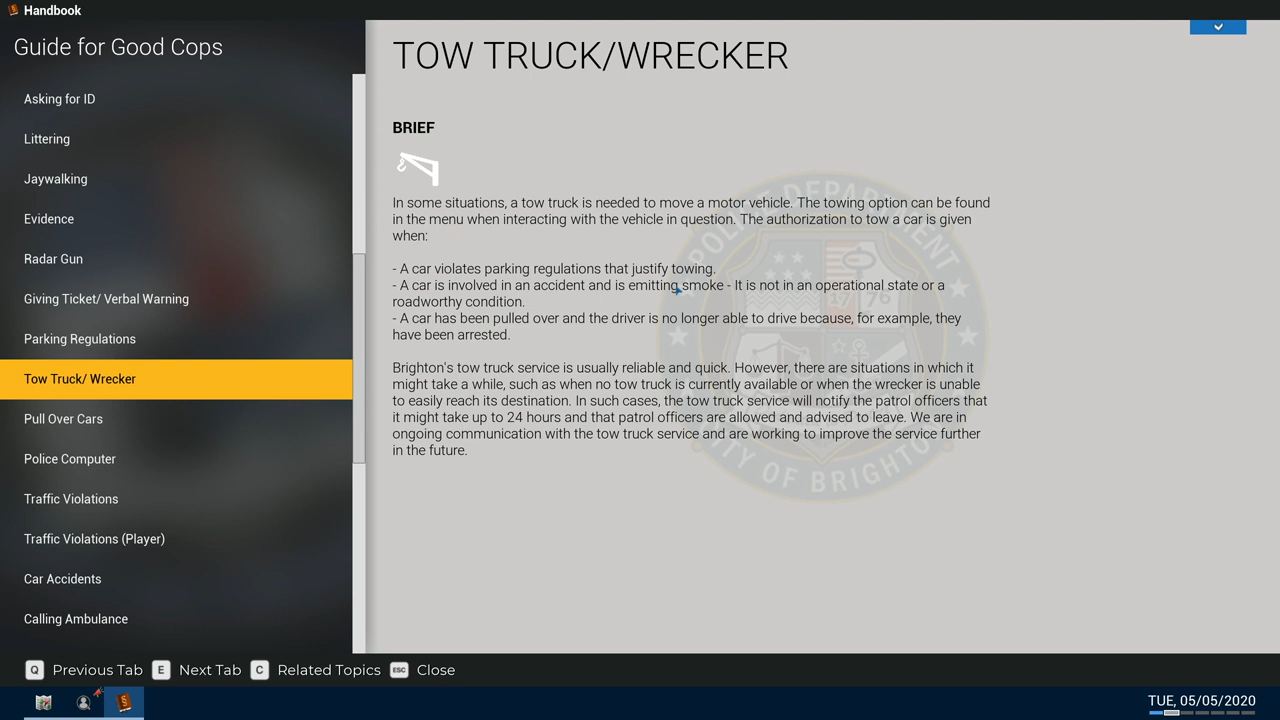 Handbook
Guide for Good Cops
Asking for ID
Littering
Jaywalking
Evidence
Radar Gun
Giving Ticket/ Verbal Warning
Parking Regulations
Tow Truck/ Wrecker
Pull Over Cars
Police Computer
Traffic Violations
Traffic Violations (Player)
Car Accidents
Calling Ambulance
TOW TRUCK/WRECKER
BRIEF
In some situations, a tow truck is needed to move a motor vehicle. The towing option can be found
in the menu when interacting with the vehicle in question. The authorization to tow a car is given
when:
- A car violates parking regulations that justify towing.
- A car is involved in an accident and is emitting smoke - It is not in an operational state or a
roadworthy condition.
- A car has been pulled over and the driver is no longer able to drive because, for example, they
have been arrested.
Brighton's tow truck service is usually reliable and quick. However, there are situations in which it
might take a while, such as when no tow truck is currently available or when the wrecker is unable
to easily reach its destination. In such cases, the tow truck service will notify the patrol officers that
it might take up to 24 hours and that patrol officers are allowed and advised to leave. We are in
ongoing communication with the tow truck service and are working to improve the service further
in the future.
POLICE DEPARTMENT
17 76
CITY OF BRIGHTON
Q Previous Tab E Next Tab C Related Topics ESC Close
TUE, 05/05/2020